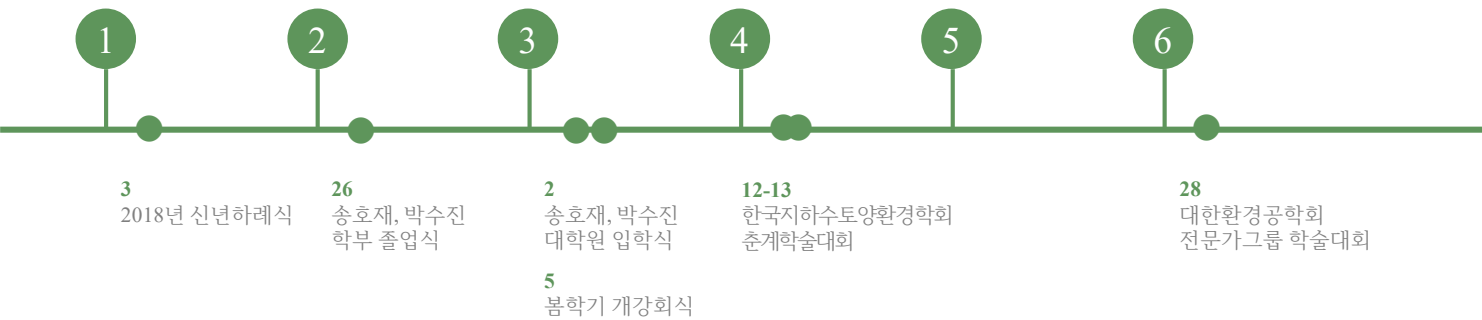 1
2
3
4
5
6
3
2018년 신년하례식
26
송호재, 박수진
학부 졸업식
2
송호재, 박수진
대학원 입학식
5
봄학기 개강회식
12-13
한국지하수토양환경학회
춘계학술대회
28
대한환경공학회
전문가그룹 학술대회